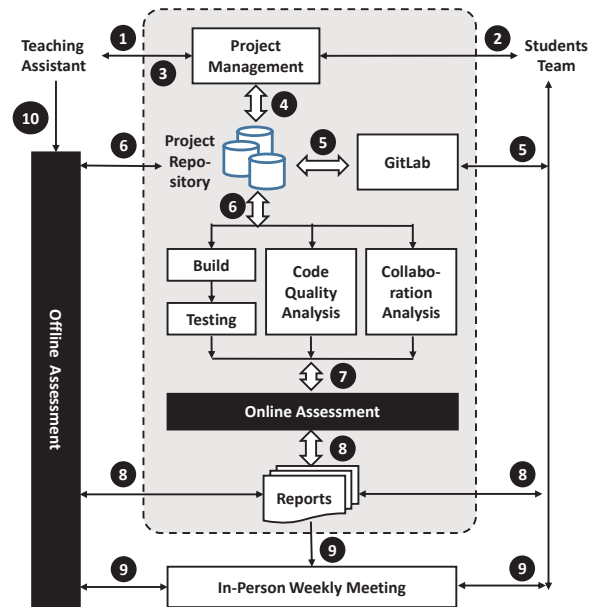 1
2
Teaching
Assistant
3
Project
Management
Students
Team
4
10
6
Project
Repo-
sitory
5
GitLab
5
6
Build
Testing
Code
Quality
Analysis
Collabo-
ration
Analysis
7
Offline Assessment
Online Assessment
8
8
8
Reports
9
9
In-Person Weekly Meeting
9